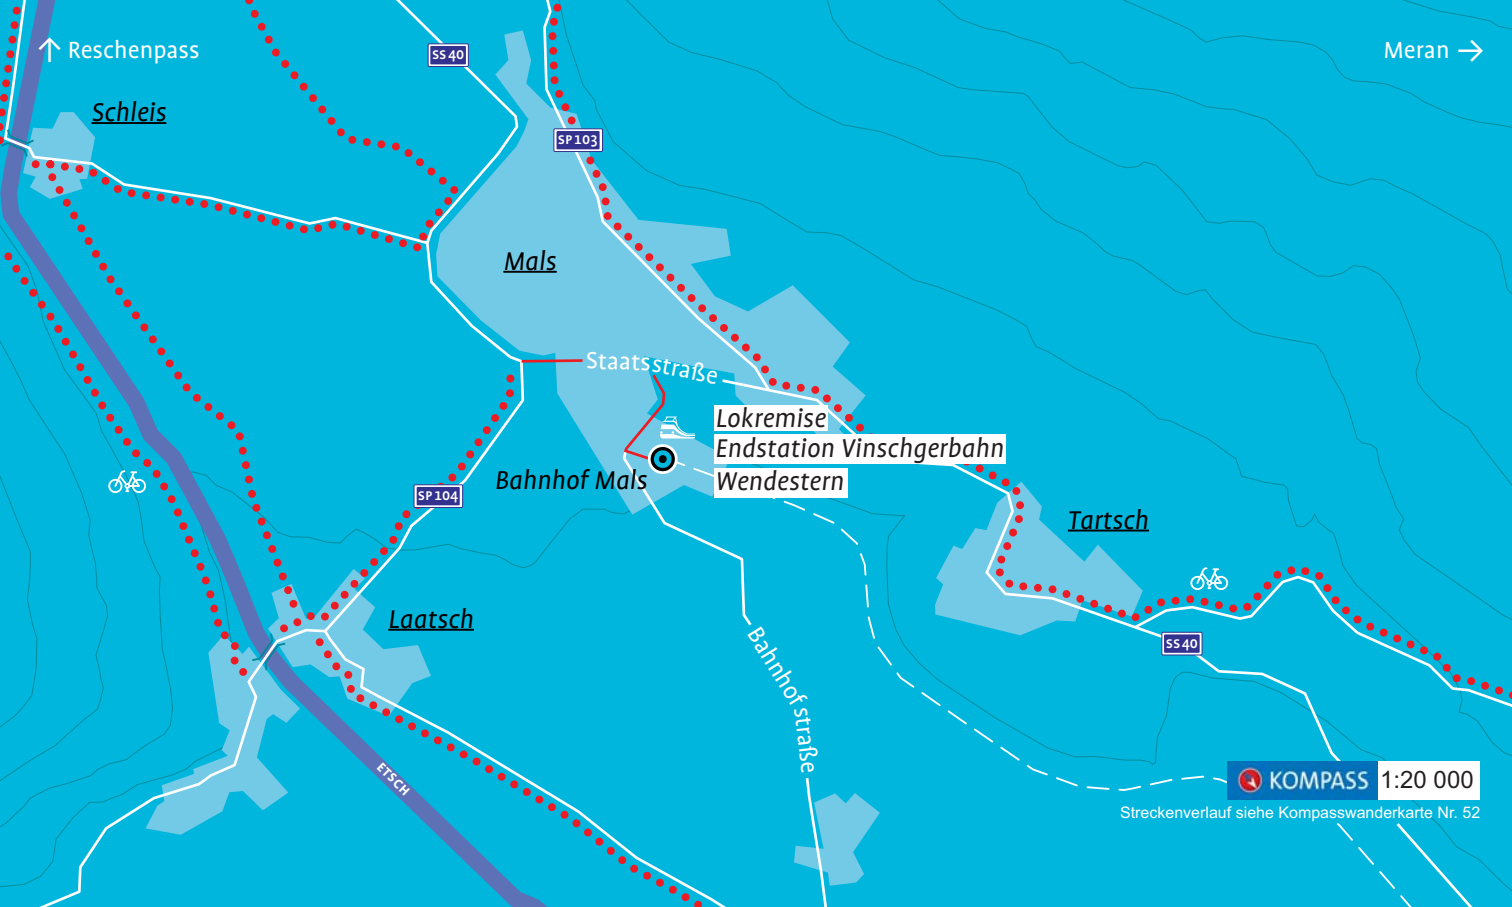 Reschenpass
Meran
SS40
Schleis
SP103
Mals
Staatsstraße
Lokremise
Endstation Vinschgerbahn
Wendestern
Bahnhof Mals
SP104
Tartsch
Laatsch
SS40
Bahnhofstraße
ETSCH
KOMPASS 1:20 000
Streckenverlauf siehe Kompasswanderkarte Nr. 52